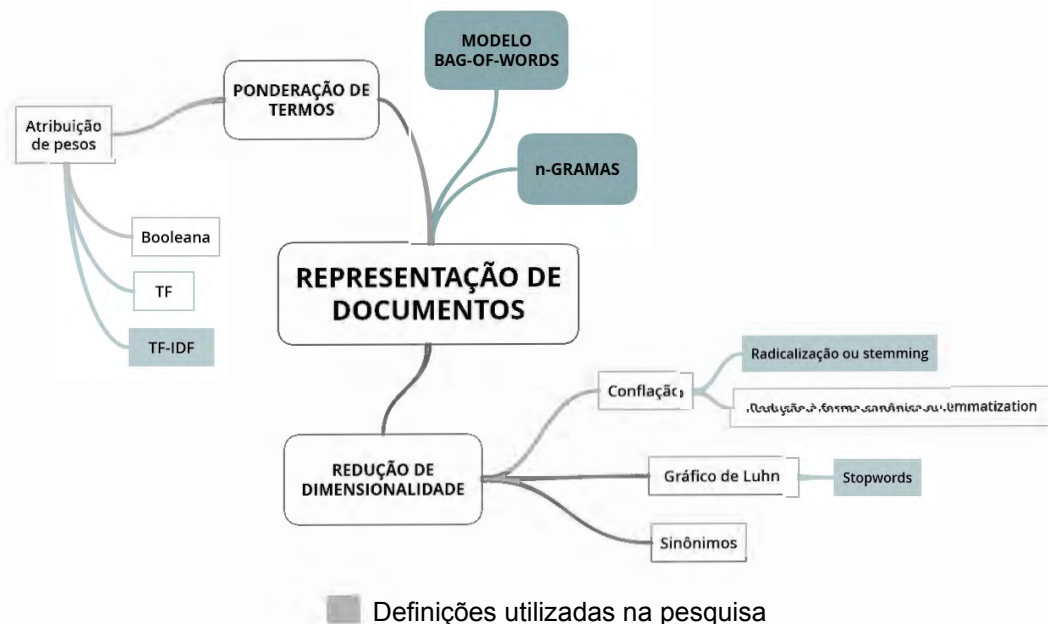 MODELO
BAG-OF-WORDS
PONDERAÇÃO DE
TERMOS
Atribuição
de pesos
n-GRAMAS
Booleana
TF
TF-IDF
REPRESENTAÇÃO DE
DOCUMENTOS
Radicalização ou stemming
Conflação
REDUÇÃO DE
DIMENSIONALIDADE
Gráfico de Luhn
Stopwords
Sinônimos
Definições utilizadas na pesquisa